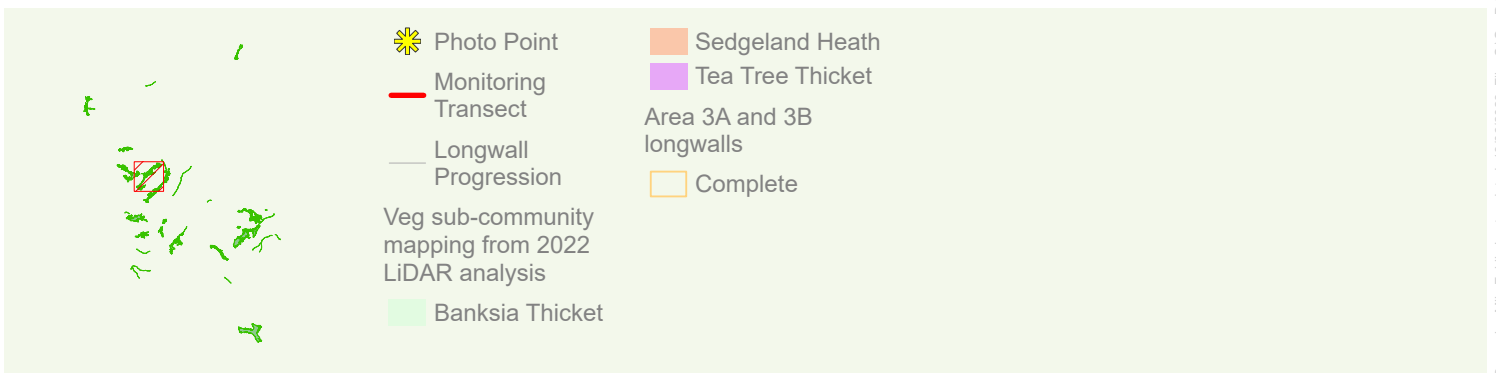 Photo Point
Monitoring
Transect
Longwall
Progression
Veg sub-community
mapping from 2022
LiDAR analysis
Banksia Thicket
Sedgeland Heath
Tea Tree Thicket
Area 3A and 3B
longwalls
Complete